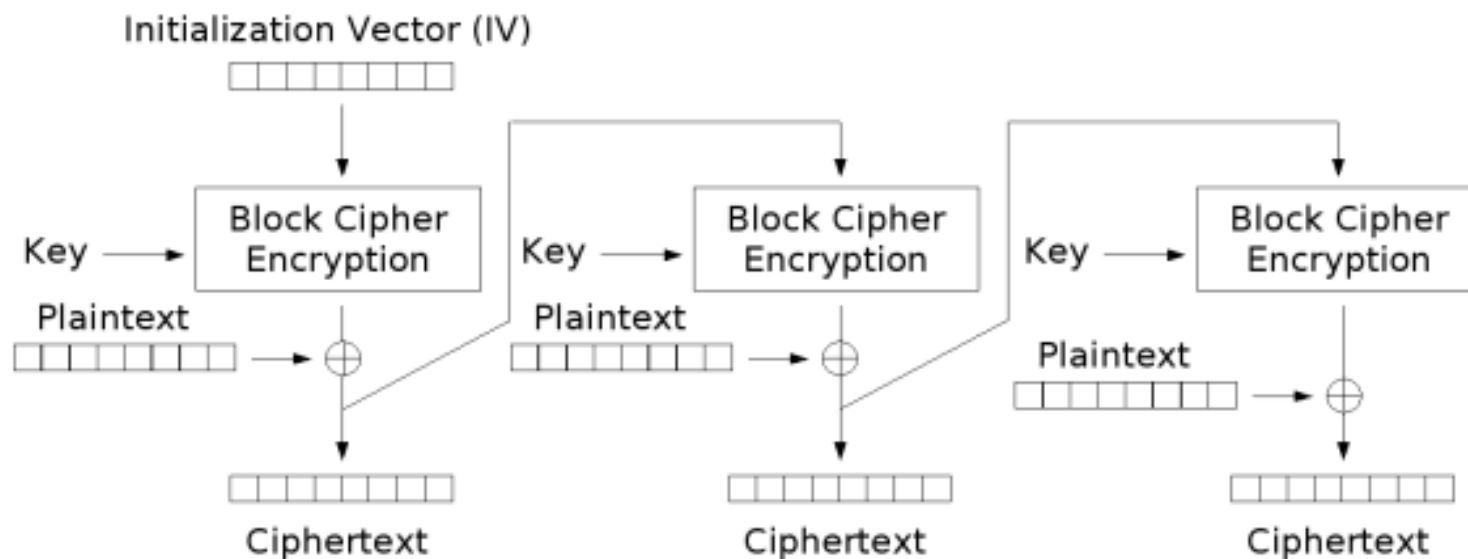 Initialization Vector (IV)
Block Cipher
Encryption
Key
Plaintext
Ciphertext
Block Cipher
Encryption
Key
Plaintext
Ciphertext
Block Cipher
Encryption
Key
Plaintext
Ciphertext